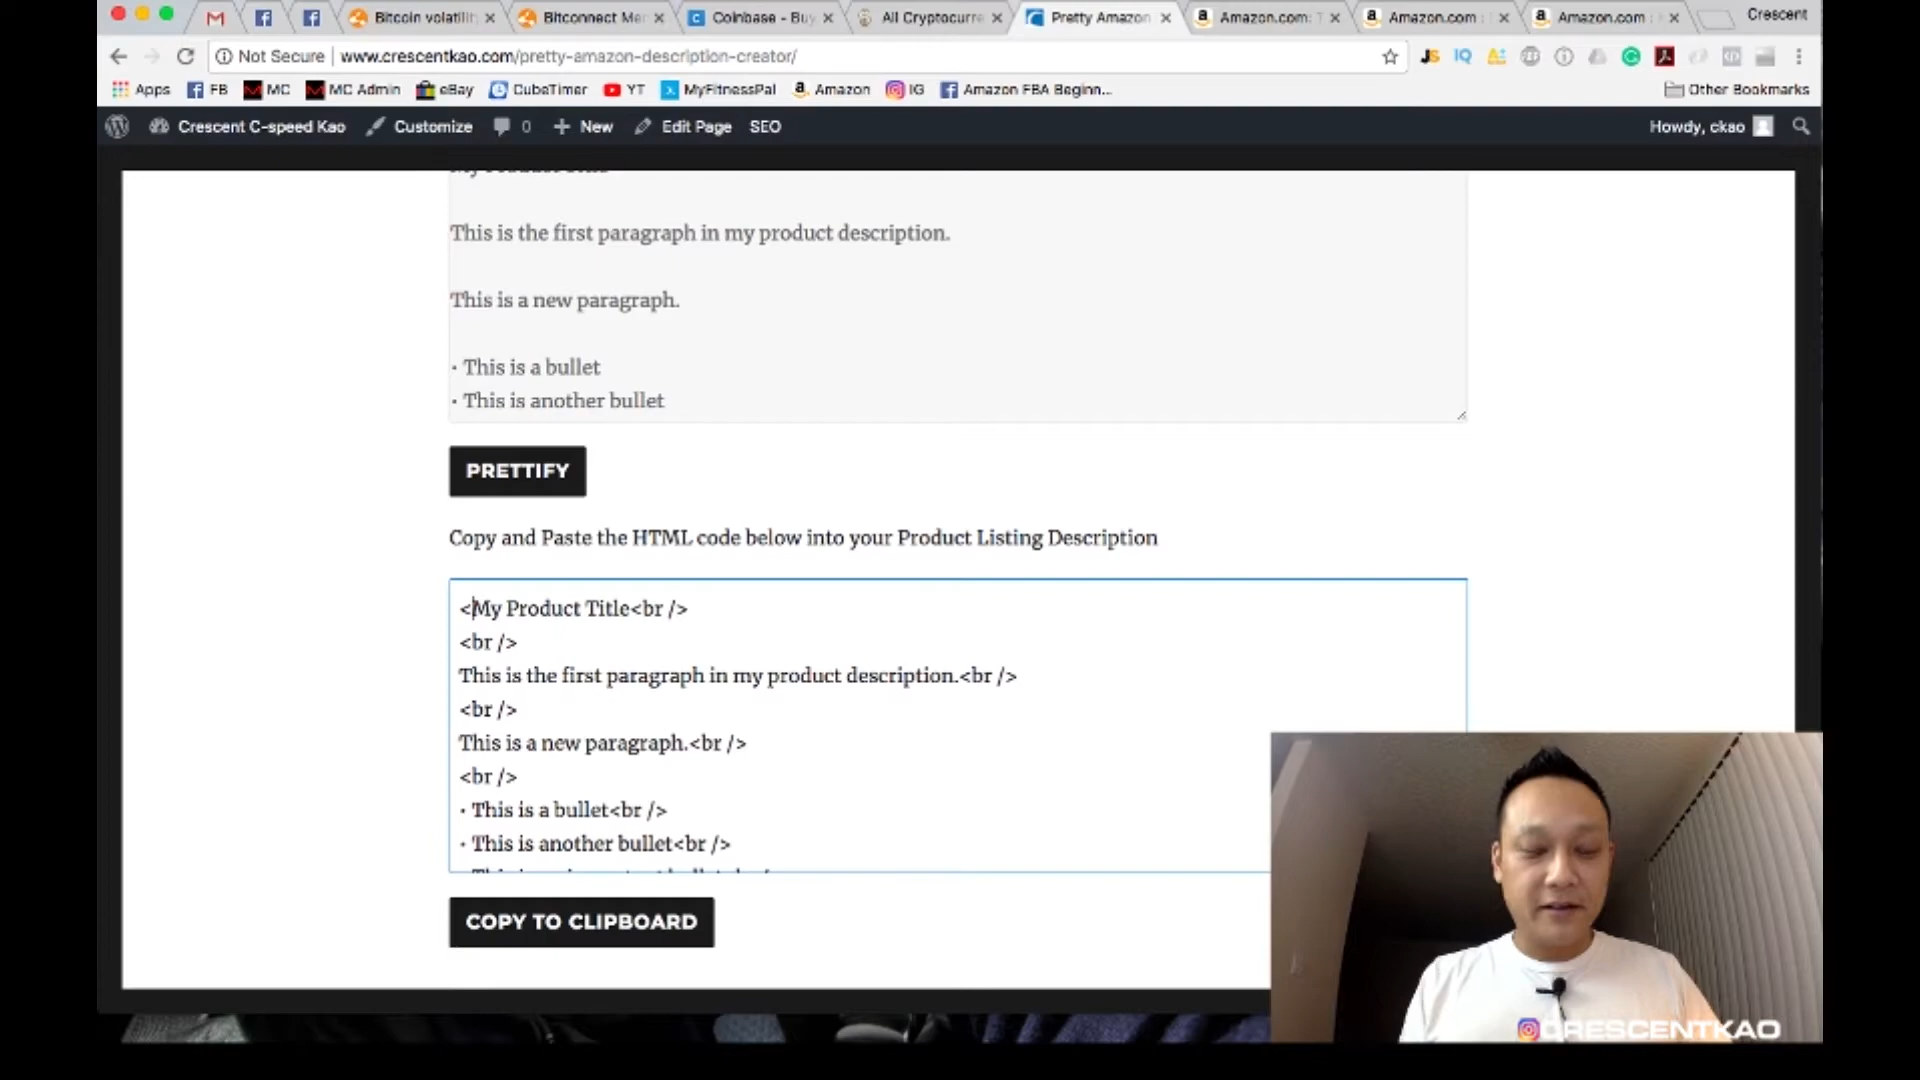 Bitcoin volatilit
Bitconnect Mer
Coinbase - Buy
All Cryptocurre
Pretty Amazon
Amazon.com: T
Amazon.com :
Amazon.com :
Crescent
Not Secure | www.crescentkao.com/pretty-amazon-description-creator/
Apps FB MC MC Admin eBay CubeTimer YT MyFitnessPal Amazon IG Amazon FBA Beginn... Other Bookmarks
Crescent C-speed Kao Customize 0 New Edit Page SEO Howdy, ckao
This is the first paragraph in my product description.
This is a new paragraph.
• This is a bullet
• This is another bullet
PRETTIFY
Copy and Paste the HTML code below into your Product Listing Description
<My Product Title<br />
<br />
This is the first paragraph in my product description.<br />
<br />
This is a new paragraph.<br />
<br />
• This is a bullet<br />
• This is another bullet<br />
COPY TO CLIPBOARD
CRESCENTKAO